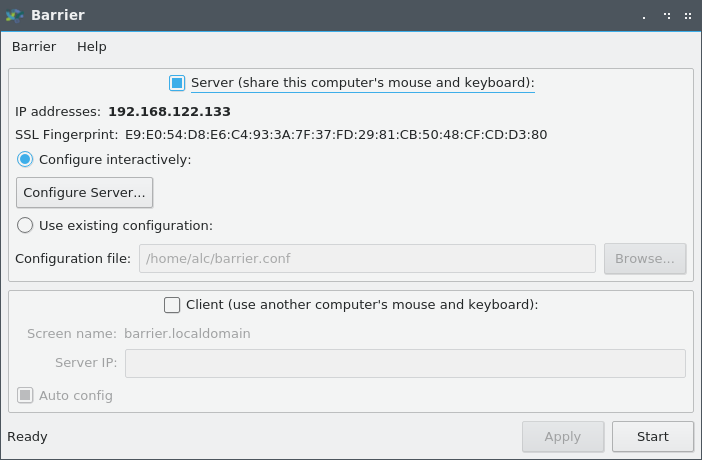 Barrier
Barrier Help
Server (share this computer's mouse and keyboard):
IP addresses: 192.168.122.133
SSL Fingerprint: E9:E0:54:D8:E6:C4:93:3A:7F:37:FD:29:81:CB:50:48:CF:CD:D3:80
Configure interactively:
Configure Server...
Use existing configuration:
Configuration file: /home/alc/barrier.conf Browse...
Client (use another computer's mouse and keyboard):
Screen name: barrier.localdomain
Server IP:
Auto config
Ready Apply Start